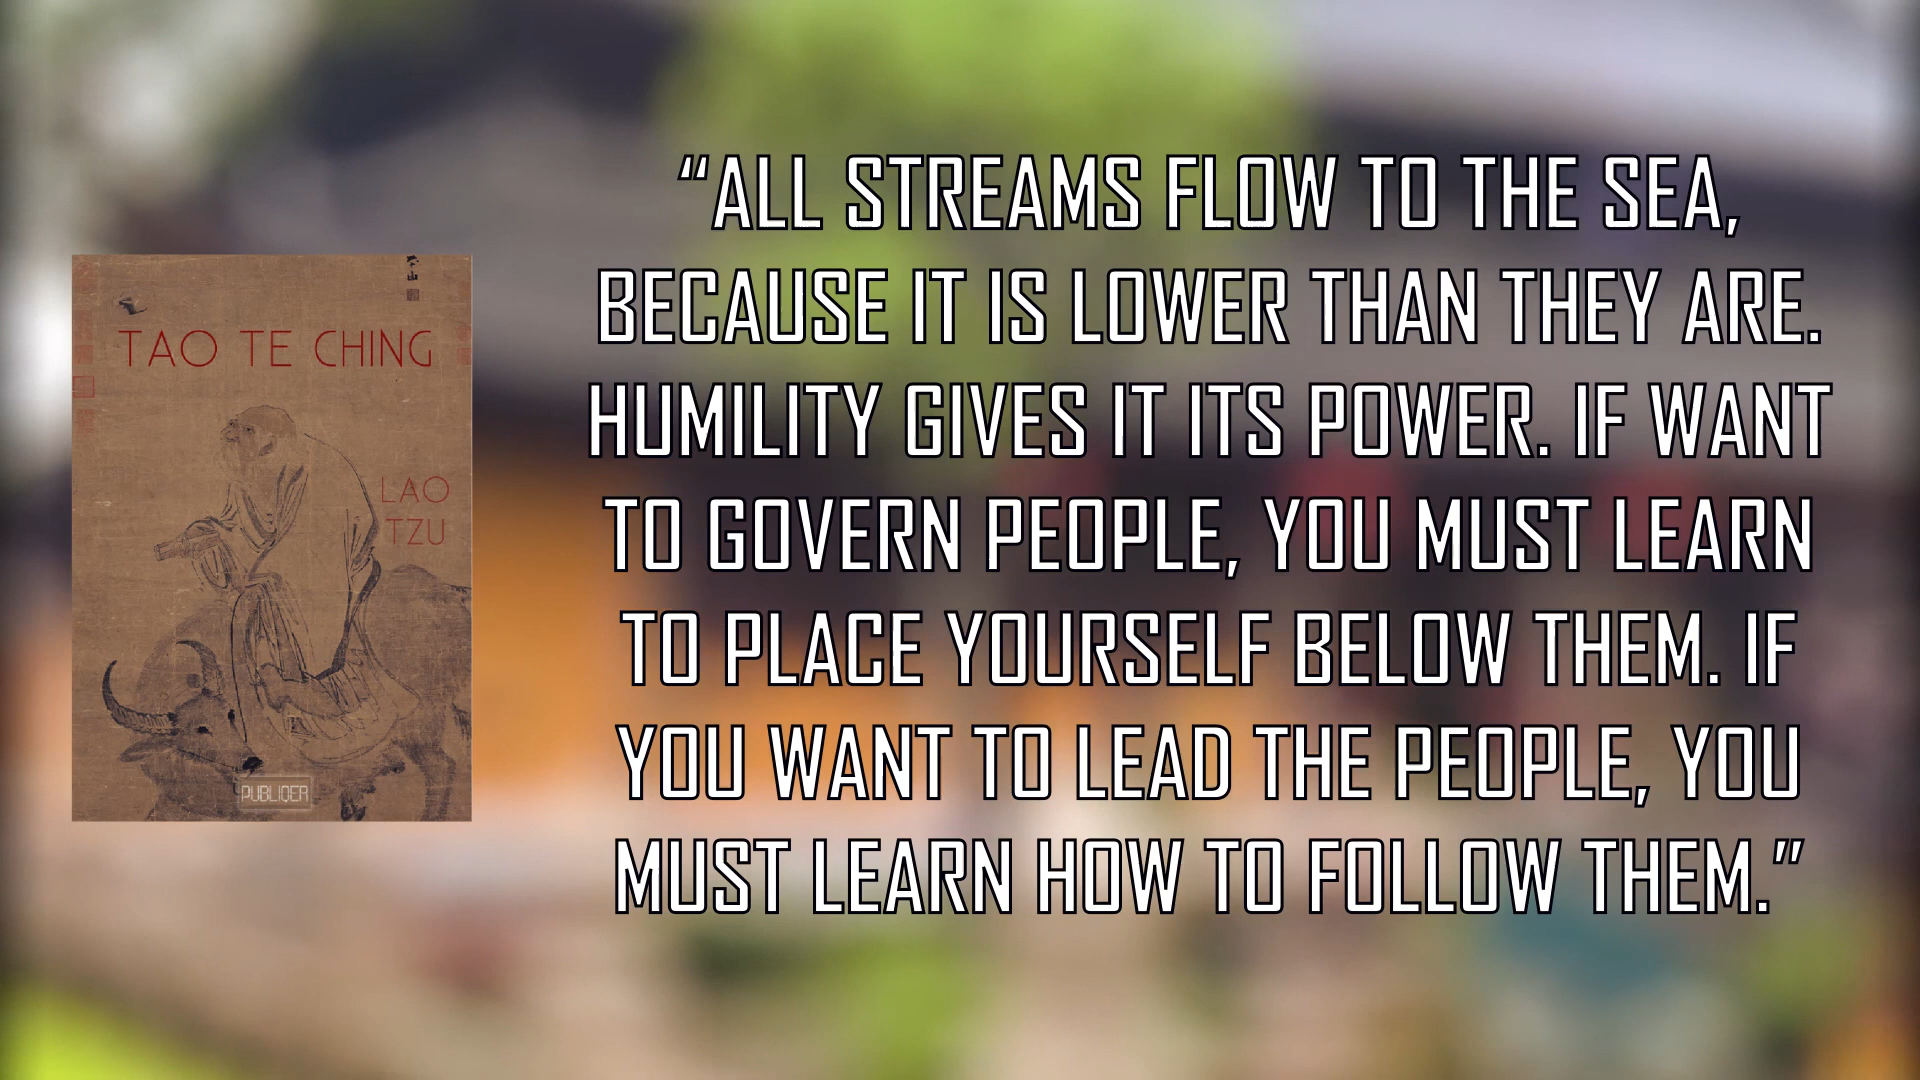 TAO TE CHING
LAO
TZU
PUBLIQER
“ALL STREAMS FLOW TO THE SEA,
BECAUSE IT IS LOWER THAN THEY ARE.
HUMILITY GIVES IT ITS POWER. IF WANT
TO GOVERN PEOPLE, YOU MUST LEARN
TO PLACE YOURSELF BELOW THEM. IF
YOU WANT TO LEAD THE PEOPLE, YOU
MUST LEARN HOW TO FOLLOW THEM.”